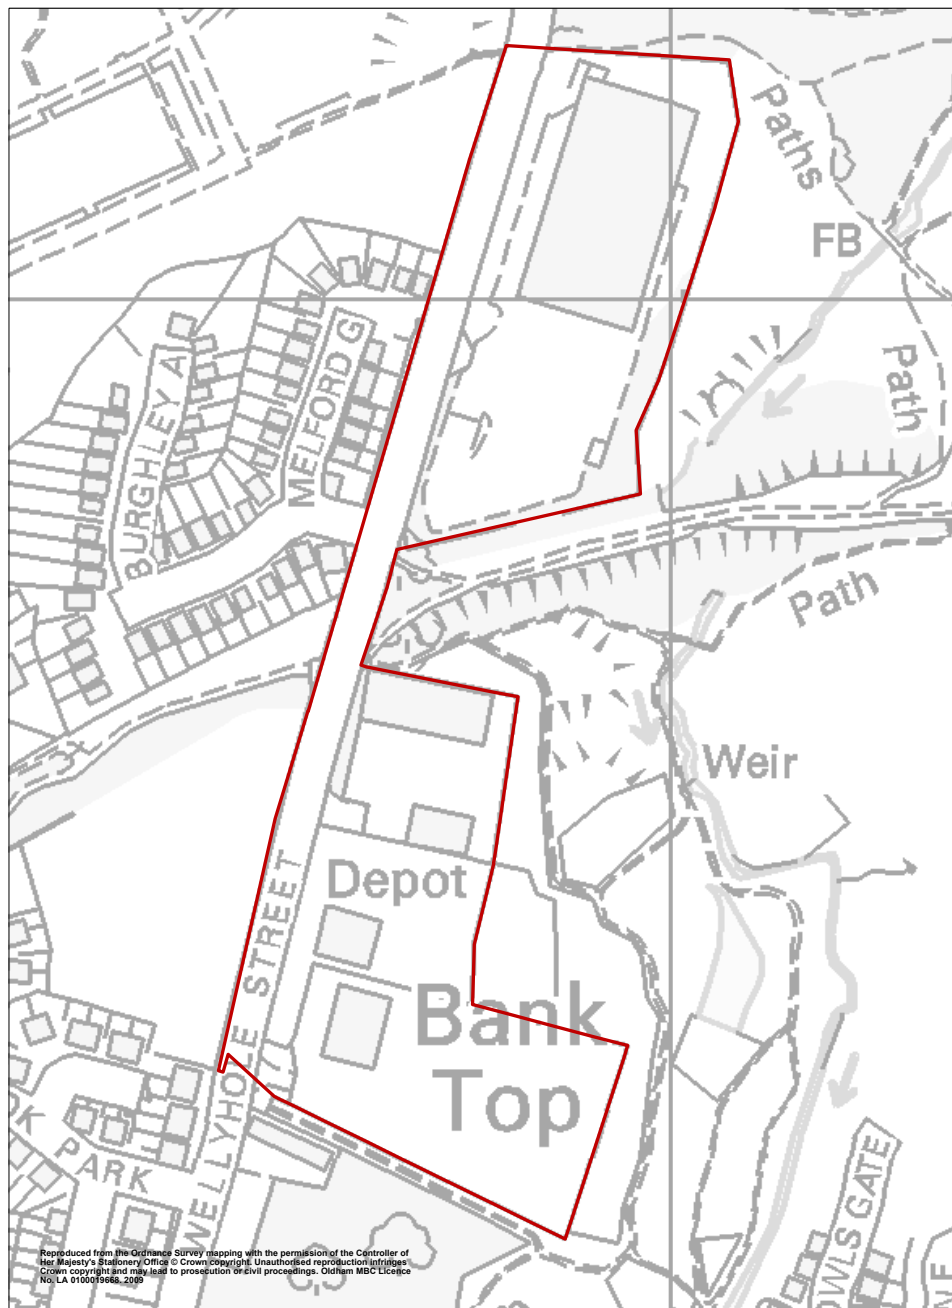 Paths
FB
Path
MELFORD G
BURGHLEY A
Path
Weir
Depot
Bank
Top
WELLYHOLE STREET
RK PARK
OWLS GATE
Reproduced from the Ordnance Survey mapping with the permission of the Controller of
Her Majesty's Stationery Office © Crown copyright. Unauthorised reproduction infringes
Crown copyright and may lead to prosecution or civil proceedings. Oldham MBC Licence
No. LA 0100019668. 2009